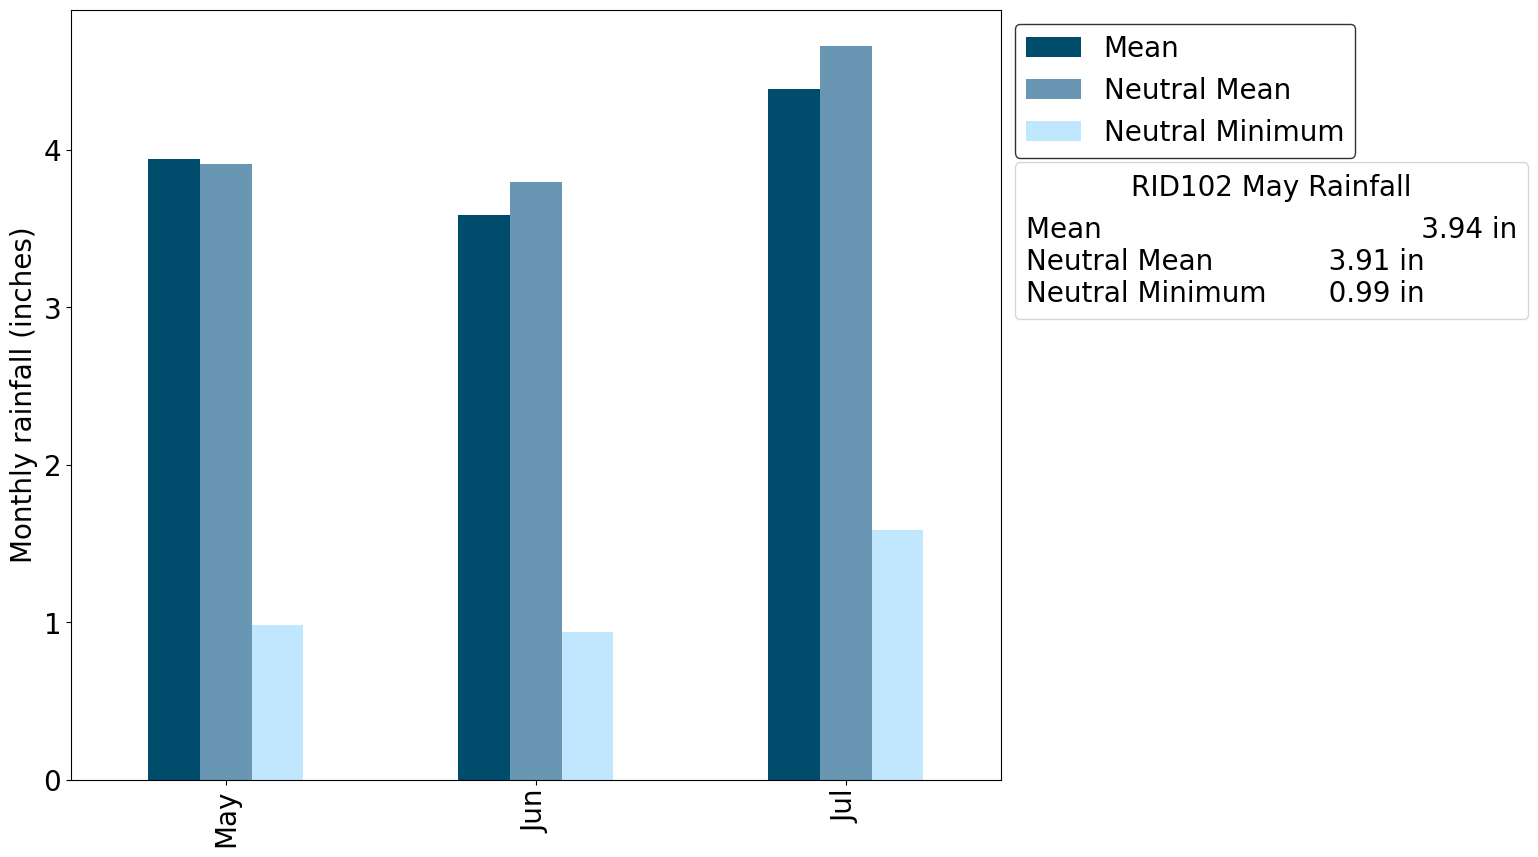 Monthly rainfall (inches)
4
3
2
1
0
May
Jun
Jul
Mean
Neutral Mean
Neutral Minimum
RID102 May Rainfall
Mean 3.94 in
Neutral Mean 3.91 in
Neutral Minimum 0.99 in